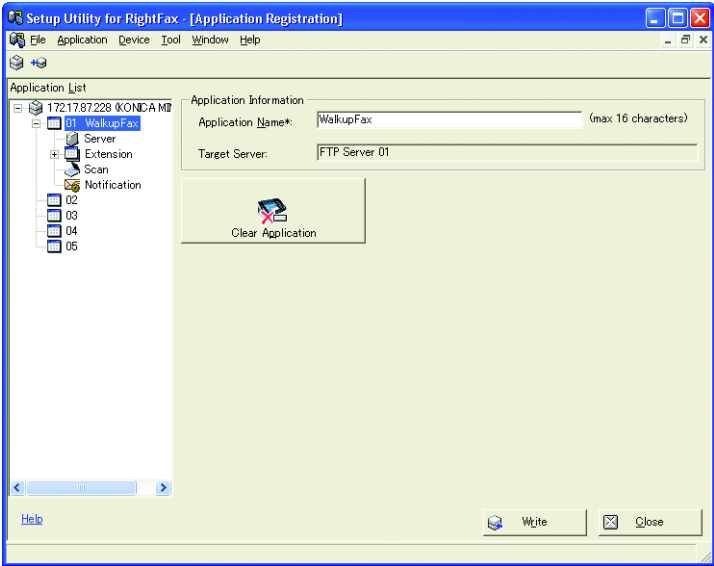 Setup Utility for RightFax - [Application Registration]
File Application Device Tool Window Help
Application List
172.17.87.228 (KONICA MI
01 WalkupFax
Server
Extension
Scan
Notification
02
03
04
05
Application Information
Application Name*: WalkupFax (max 16 characters)
Target Server: FTP Server 01
Clear Application
Help
Write Close